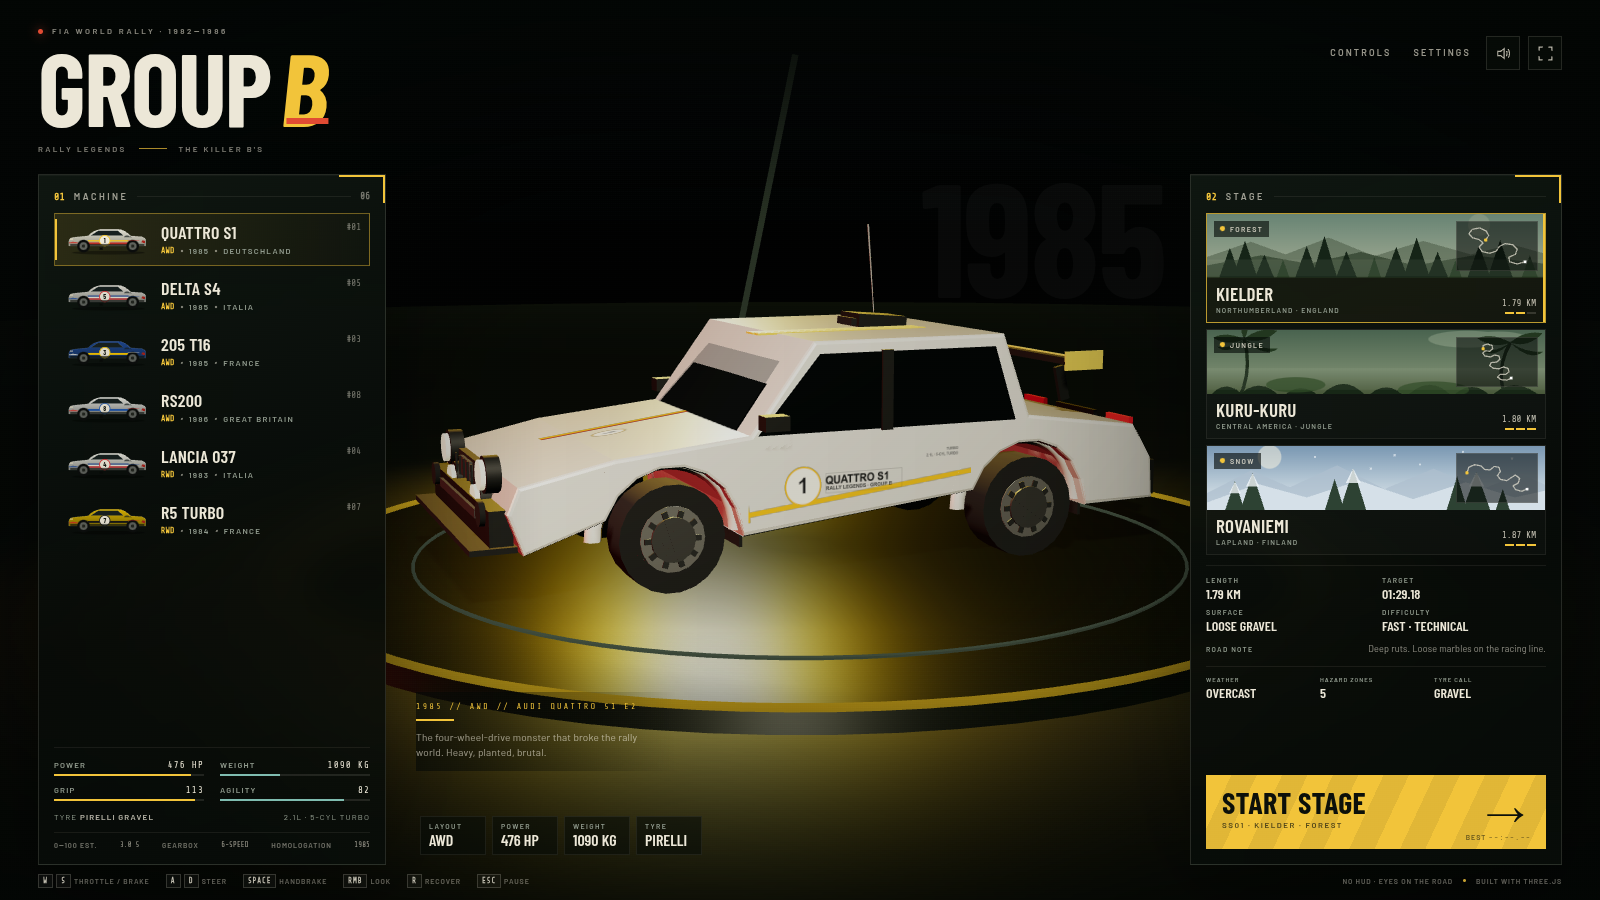 FIA WORLD RALLY · 1982—1986
GROUP B
RALLY LEGENDS — THE KILLER B'S
CONTROLS
SETTINGS
1985
01 MACHINE 06
QUATTRO S1 #01
AWD • 1985 • DEUTSCHLAND
DELTA S4 #05
AWD • 1985 • ITALIA
205 T16 #03
AWD • 1985 • FRANCE
RS200 #08
AWD • 1986 • GREAT BRITAIN
LANCIA 037 #04
RWD • 1983 • ITALIA
R5 TURBO #07
RWD • 1984 • FRANCE
POWER 476 HP
WEIGHT 1090 KG
GRIP 113
AGILITY 82
TYRE PIRELLI GRAVEL
2.1L · 5-CYL TURBO
0—100 EST. 3.0 S
GEARBOX 6-SPEED
HOMOLOGATION 1985
1 QUATTRO S1
RALLY LEGENDS · GROUP B
1985 // AWD // AUDI QUATTRO S1 E2
The four-wheel-drive monster that broke the rally
world. Heavy, planted, brutal.
LAYOUT
AWD
POWER
476 HP
WEIGHT
1090 KG
TYRE
PIRELLI
02 STAGE
FOREST
KIELDER
NORTHUMBERLAND · ENGLAND
1.79 KM
JUNGLE
KURU-KURU
CENTRAL AMERICA · JUNGLE
1.80 KM
SNOW
ROVANIEMI
LAPLAND · FINLAND
1.87 KM
LENGTH
1.79 KM
TARGET
01:29.18
SURFACE
LOOSE GRAVEL
DIFFICULTY
FAST · TECHNICAL
ROAD NOTE
Deep ruts. Loose marbles on the racing line.
WEATHER
OVERCAST
HAZARD ZONES
5
TYRE CALL
GRAVEL
START STAGE →
SS01 · KIELDER · FOREST
BEST --:--.--
W S THROTTLE / BRAKE
A D STEER
SPACE HANDBRAKE
RMB LOOK
R RECOVER
ESC PAUSE
NO HUD · EYES ON THE ROAD • BUILT WITH THREE.JS